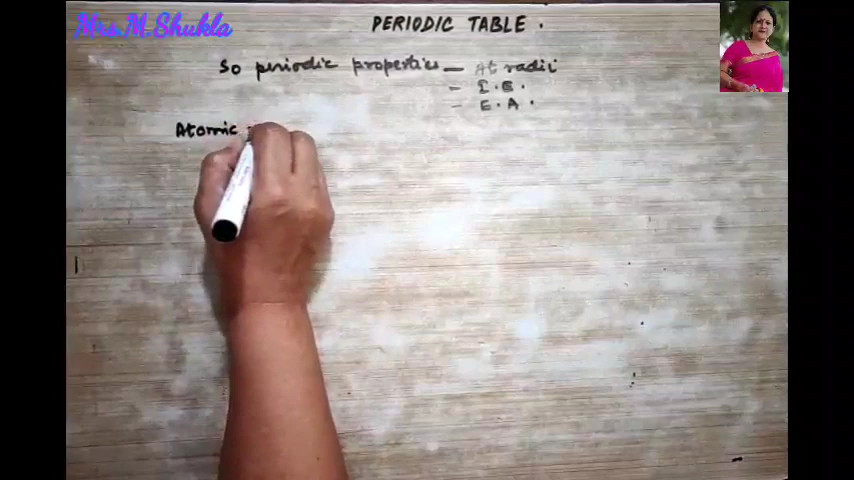 Mrs.M.Shukla
PERIODIC TABLE .
So periodic properties — At radii
- I.E.
- E.A.
Atomic